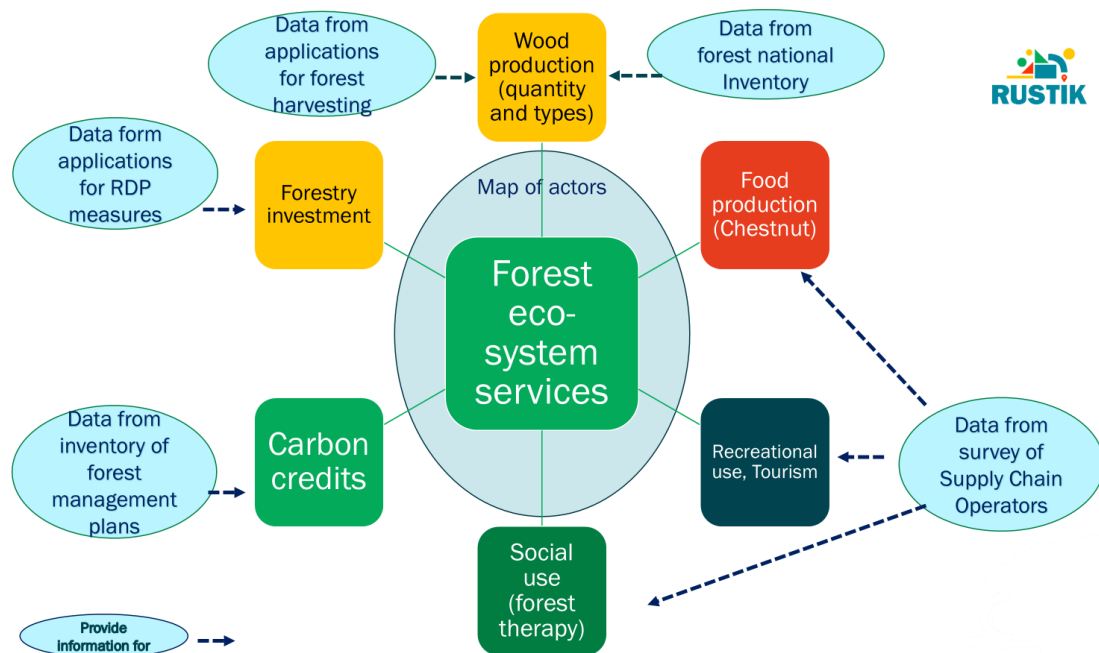 Data from
applications
for forest
harvesting
Wood
production
(quantity
and types)
Data from
forest national
Inventory
RUSTIK
Data form
applications
for RDP
measures
Forestry
investment
Map of actors
Food
production
(Chestnut)
Forest
eco-
system
services
Data from
inventory of
forest
management
plans
Carbon
credits
Recreational
use, Tourism
Data from
survey of
Supply Chain
Operators
Social
use
(forest
therapy)
Provide
information for